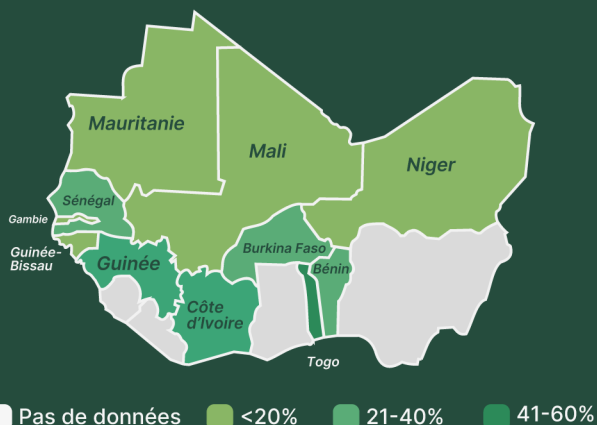 Mauritanie
Mali
Niger
Sénégal
Gambie
Guinée-
Bissau
Guinée
Burkina Faso
Bénin
Côte
d'Ivoire
Togo
Pas de données
<20%
21-40%
41-60%